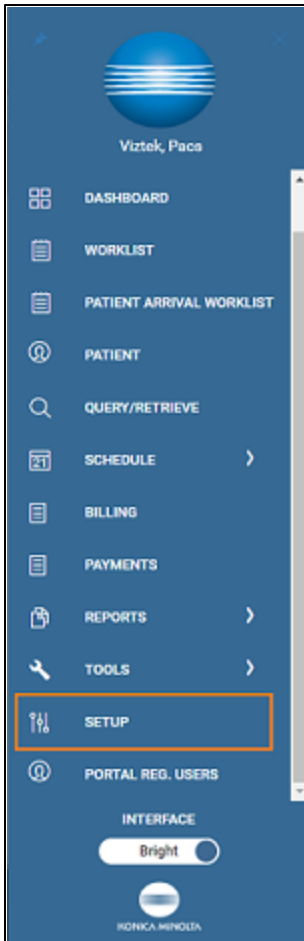 Viztek, Pacs
DASHBOARD
WORKLIST
PATIENT ARRIVAL WORKLIST
PATIENT
QUERY/RETRIEVE
21
SCHEDULE
BILLING
PAYMENTS
REPORTS
TOOLS
SETUP
PORTAL REG. USERS
INTERFACE
Bright
KONICA MINOLTA